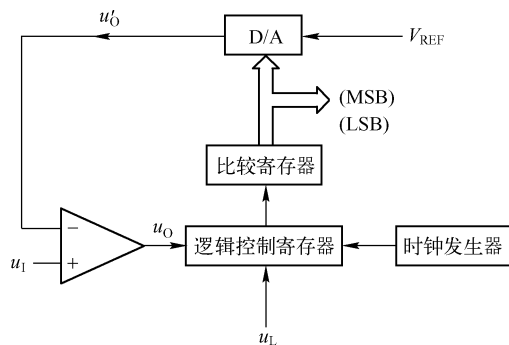 u′O
D/A
VREF
(MSB)
(LSB)
比较寄存器
−
uO
逻辑控制寄存器
时钟发生器
uI
+
uL